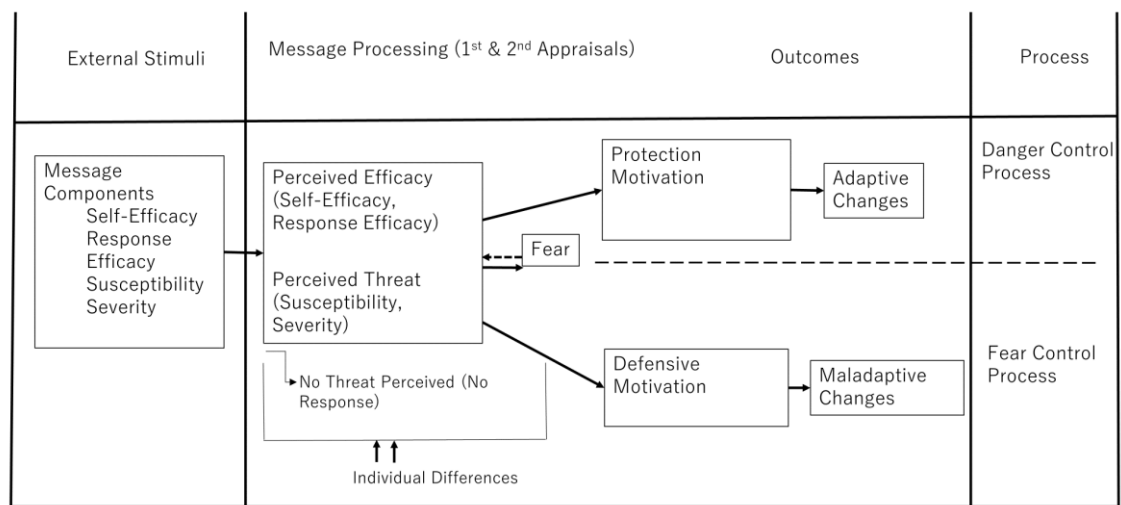 External Stimuli
Message Processing (1st & 2nd Appraisals)
Outcomes
Process
Message
Components
Self-Efficacy
Response
Efficacy
Susceptibility
Severity
Perceived Efficacy
(Self-Efficacy,
Response Efficacy)
Perceived Threat
(Susceptibility,
Severity)
No Threat Perceived (No
Response)
Individual Differences
Fear
Protection
Motivation
Adaptive
Changes
Defensive
Motivation
Maladaptive
Changes
Danger Control
Process
Fear Control
Process